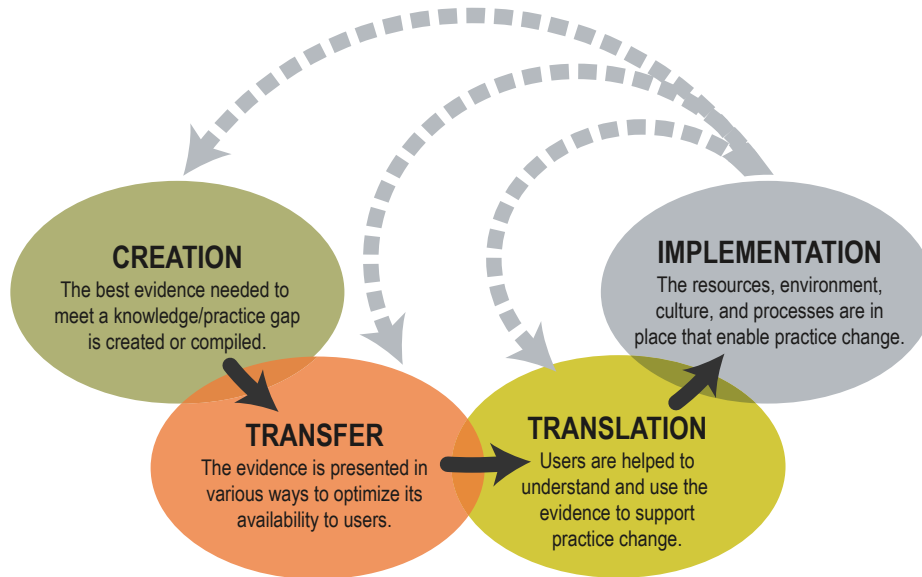 CREATION
The best evidence needed to
meet a knowledge/practice gap
is created or compiled.
TRANSFER
The evidence is presented in
various ways to optimize its
availability to users.
TRANSLATION
Users are helped to
understand and use the
evidence to support
practice change.
IMPLEMENTATION
The resources, environment,
culture, and processes are in
place that enable practice change.